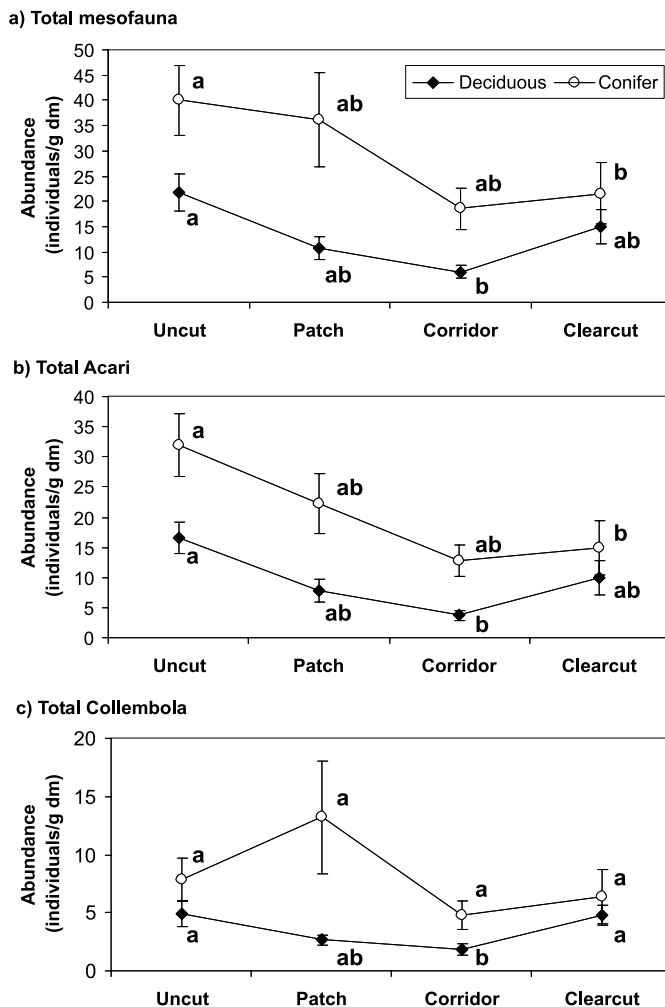 a) Total mesofauna
Abundance
(individuals/g dm)
50
45
40
35
30
25
20
15
10
5
0
Deciduous Conifer
a ab ab b
a ab b ab
Uncut Patch Corridor Clearcut
b) Total Acari
Abundance
(individuals/g dm)
40
35
30
25
20
15
10
5
0
a ab ab b
a ab b ab
Uncut Patch Corridor Clearcut
c) Total Collembola
Abundance
(individuals/g dm)
20
15
10
5
0
a a a a
a ab b a
Uncut Patch Corridor Clearcut